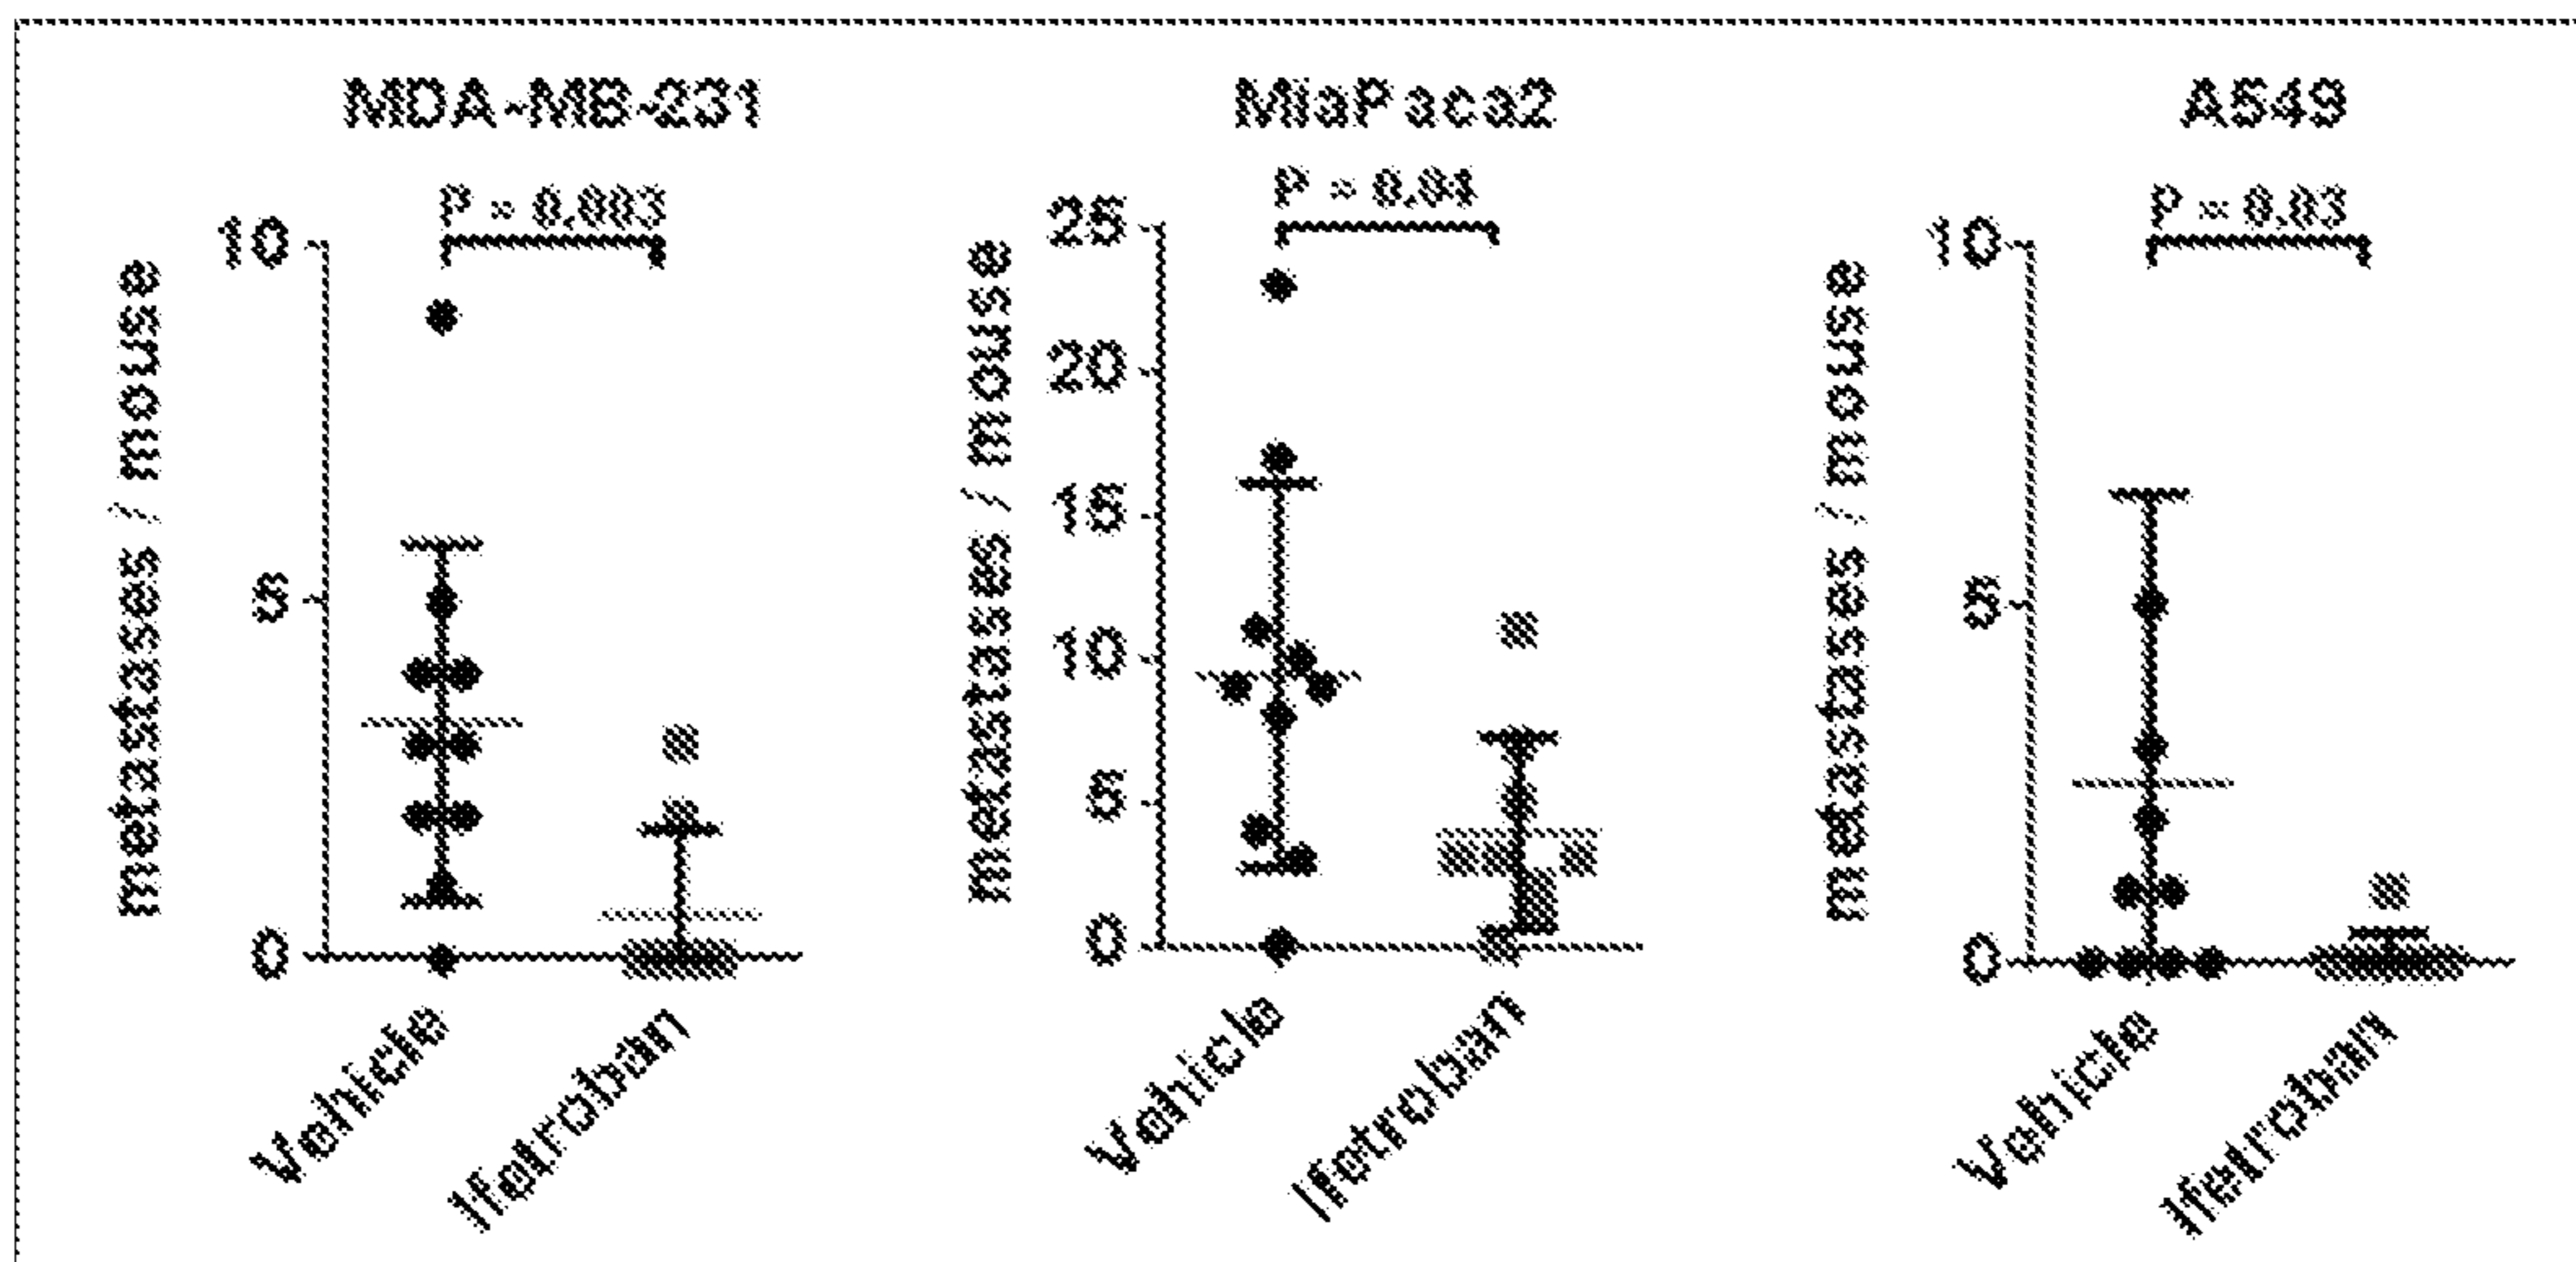 MDA-MB-231
P = 0.003
metastases / mouse
10
5
0
Vehicle
Ifetroban
MiaPaca2
P = 0.04
metastases / mouse
25
20
15
10
5
0
Vehicle
Ifetroban
A549
P = 0.03
metastases / mouse
10
5
0
Vehicle
Ifetroban